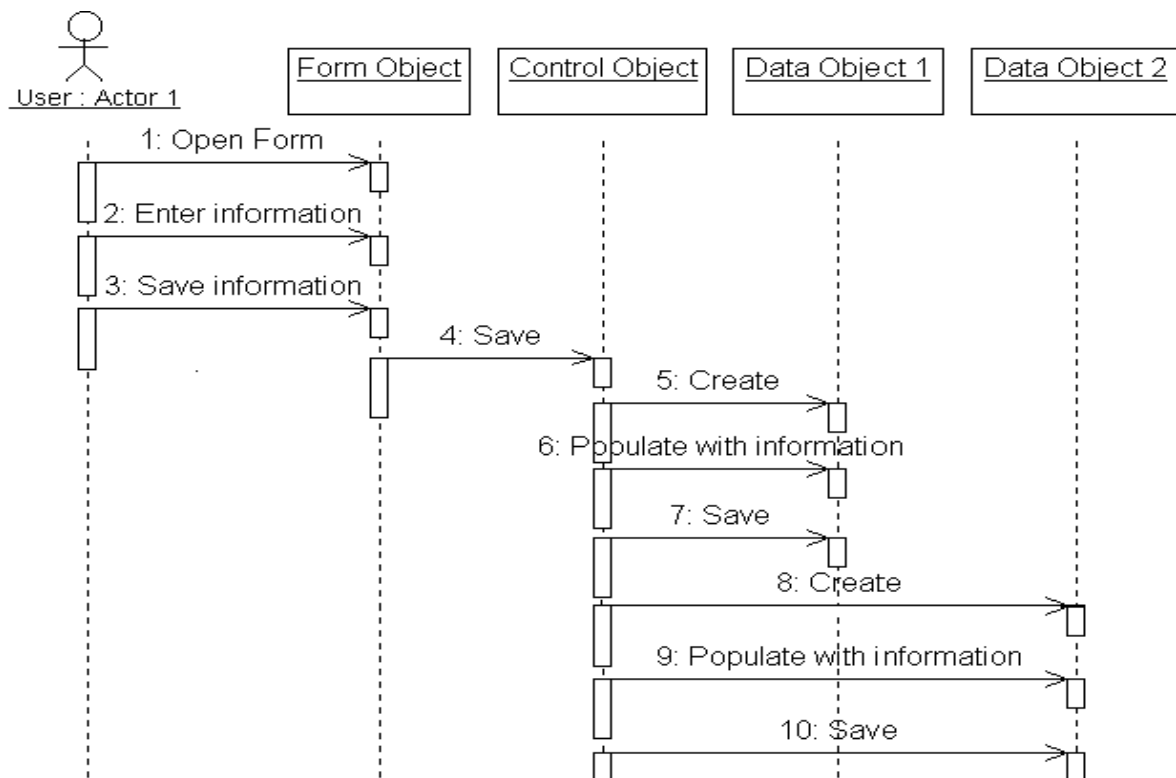 User : Actor 1
Form Object
Control Object
Data Object 1
Data Object 2
1: Open Form
2: Enter information
3: Save information
4: Save
5: Create
6: Populate with information
7: Save
8: Create
9: Populate with information
10: Save